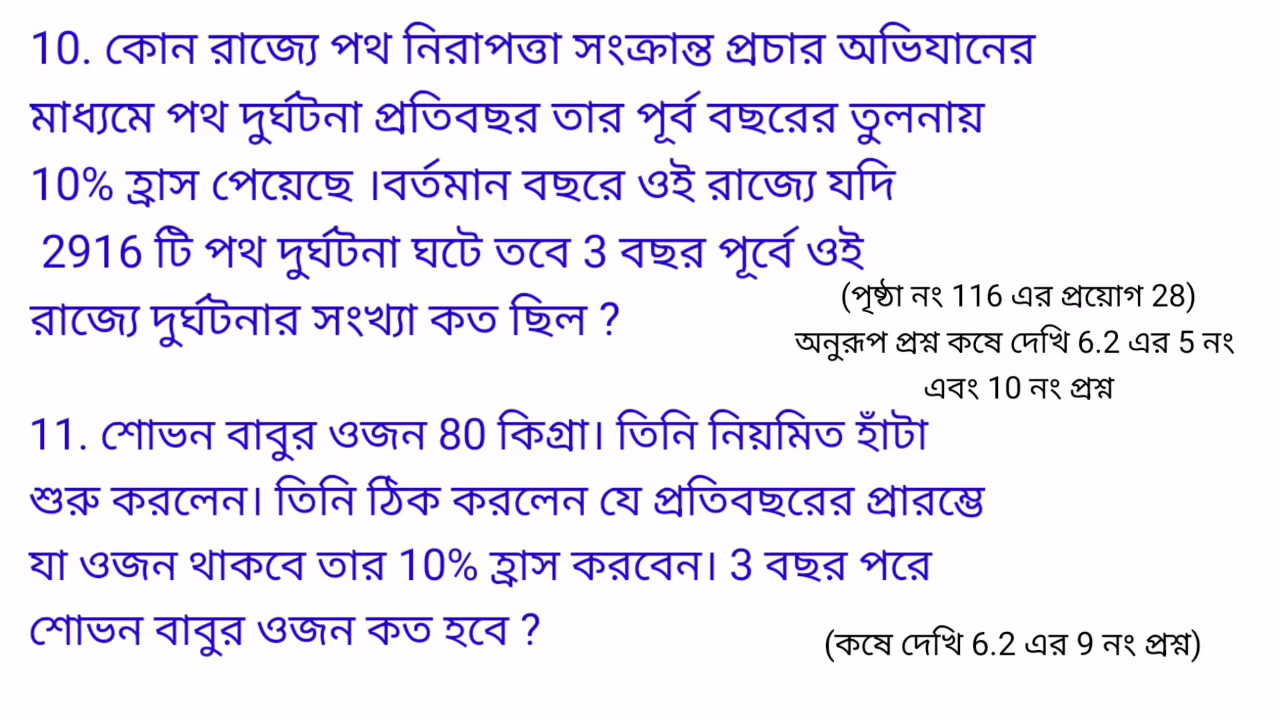 10. কোন রাজ্যে পথ নিরাপত্তা সংক্রান্ত প্রচার অভিযানের
মাধ্যমে পথ দুর্ঘটনা প্রতিবছর তার পূর্ব বছরের তুলনায়
10% হ্রাস পেয়েছে ।বর্তমান বছরে ওই রাজ্যে যদি
2916 টি পথ দুর্ঘটনা ঘটে তবে 3 বছর পূর্বে ওই
রাজ্যে দুর্ঘটনার সংখ্যা কত ছিল ?
(পৃষ্ঠা নং 116 এর প্রয়োগ 28)
অনুরূপ প্রশ্ন কষে দেখি 6.2 এর 5 নং
এবং 10 নং প্রশ্ন
11. শোভন বাবুর ওজন 80 কিগ্রা। তিনি নিয়মিত হাঁটা
শুরু করলেন। তিনি ঠিক করলেন যে প্রতিবছরের প্রারম্ভে
যা ওজন থাকবে তার 10% হ্রাস করবেন। 3 বছর পরে
শোভন বাবুর ওজন কত হবে ?
(কষে দেখি 6.2 এর 9 নং প্রশ্ন)